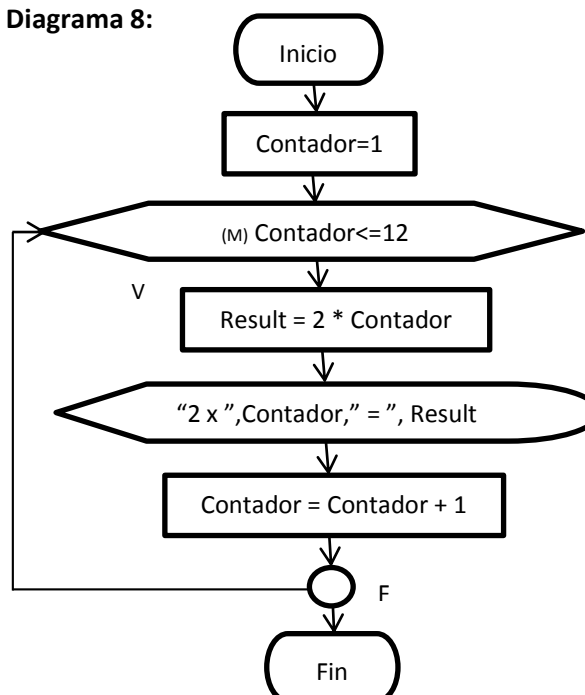 Diagrama 8:
Inicio
Contador=1
(M) Contador<=12
V
Result = 2 * Contador
“2 x ”,Contador,” = ”, Result
Contador = Contador + 1
F
Fin